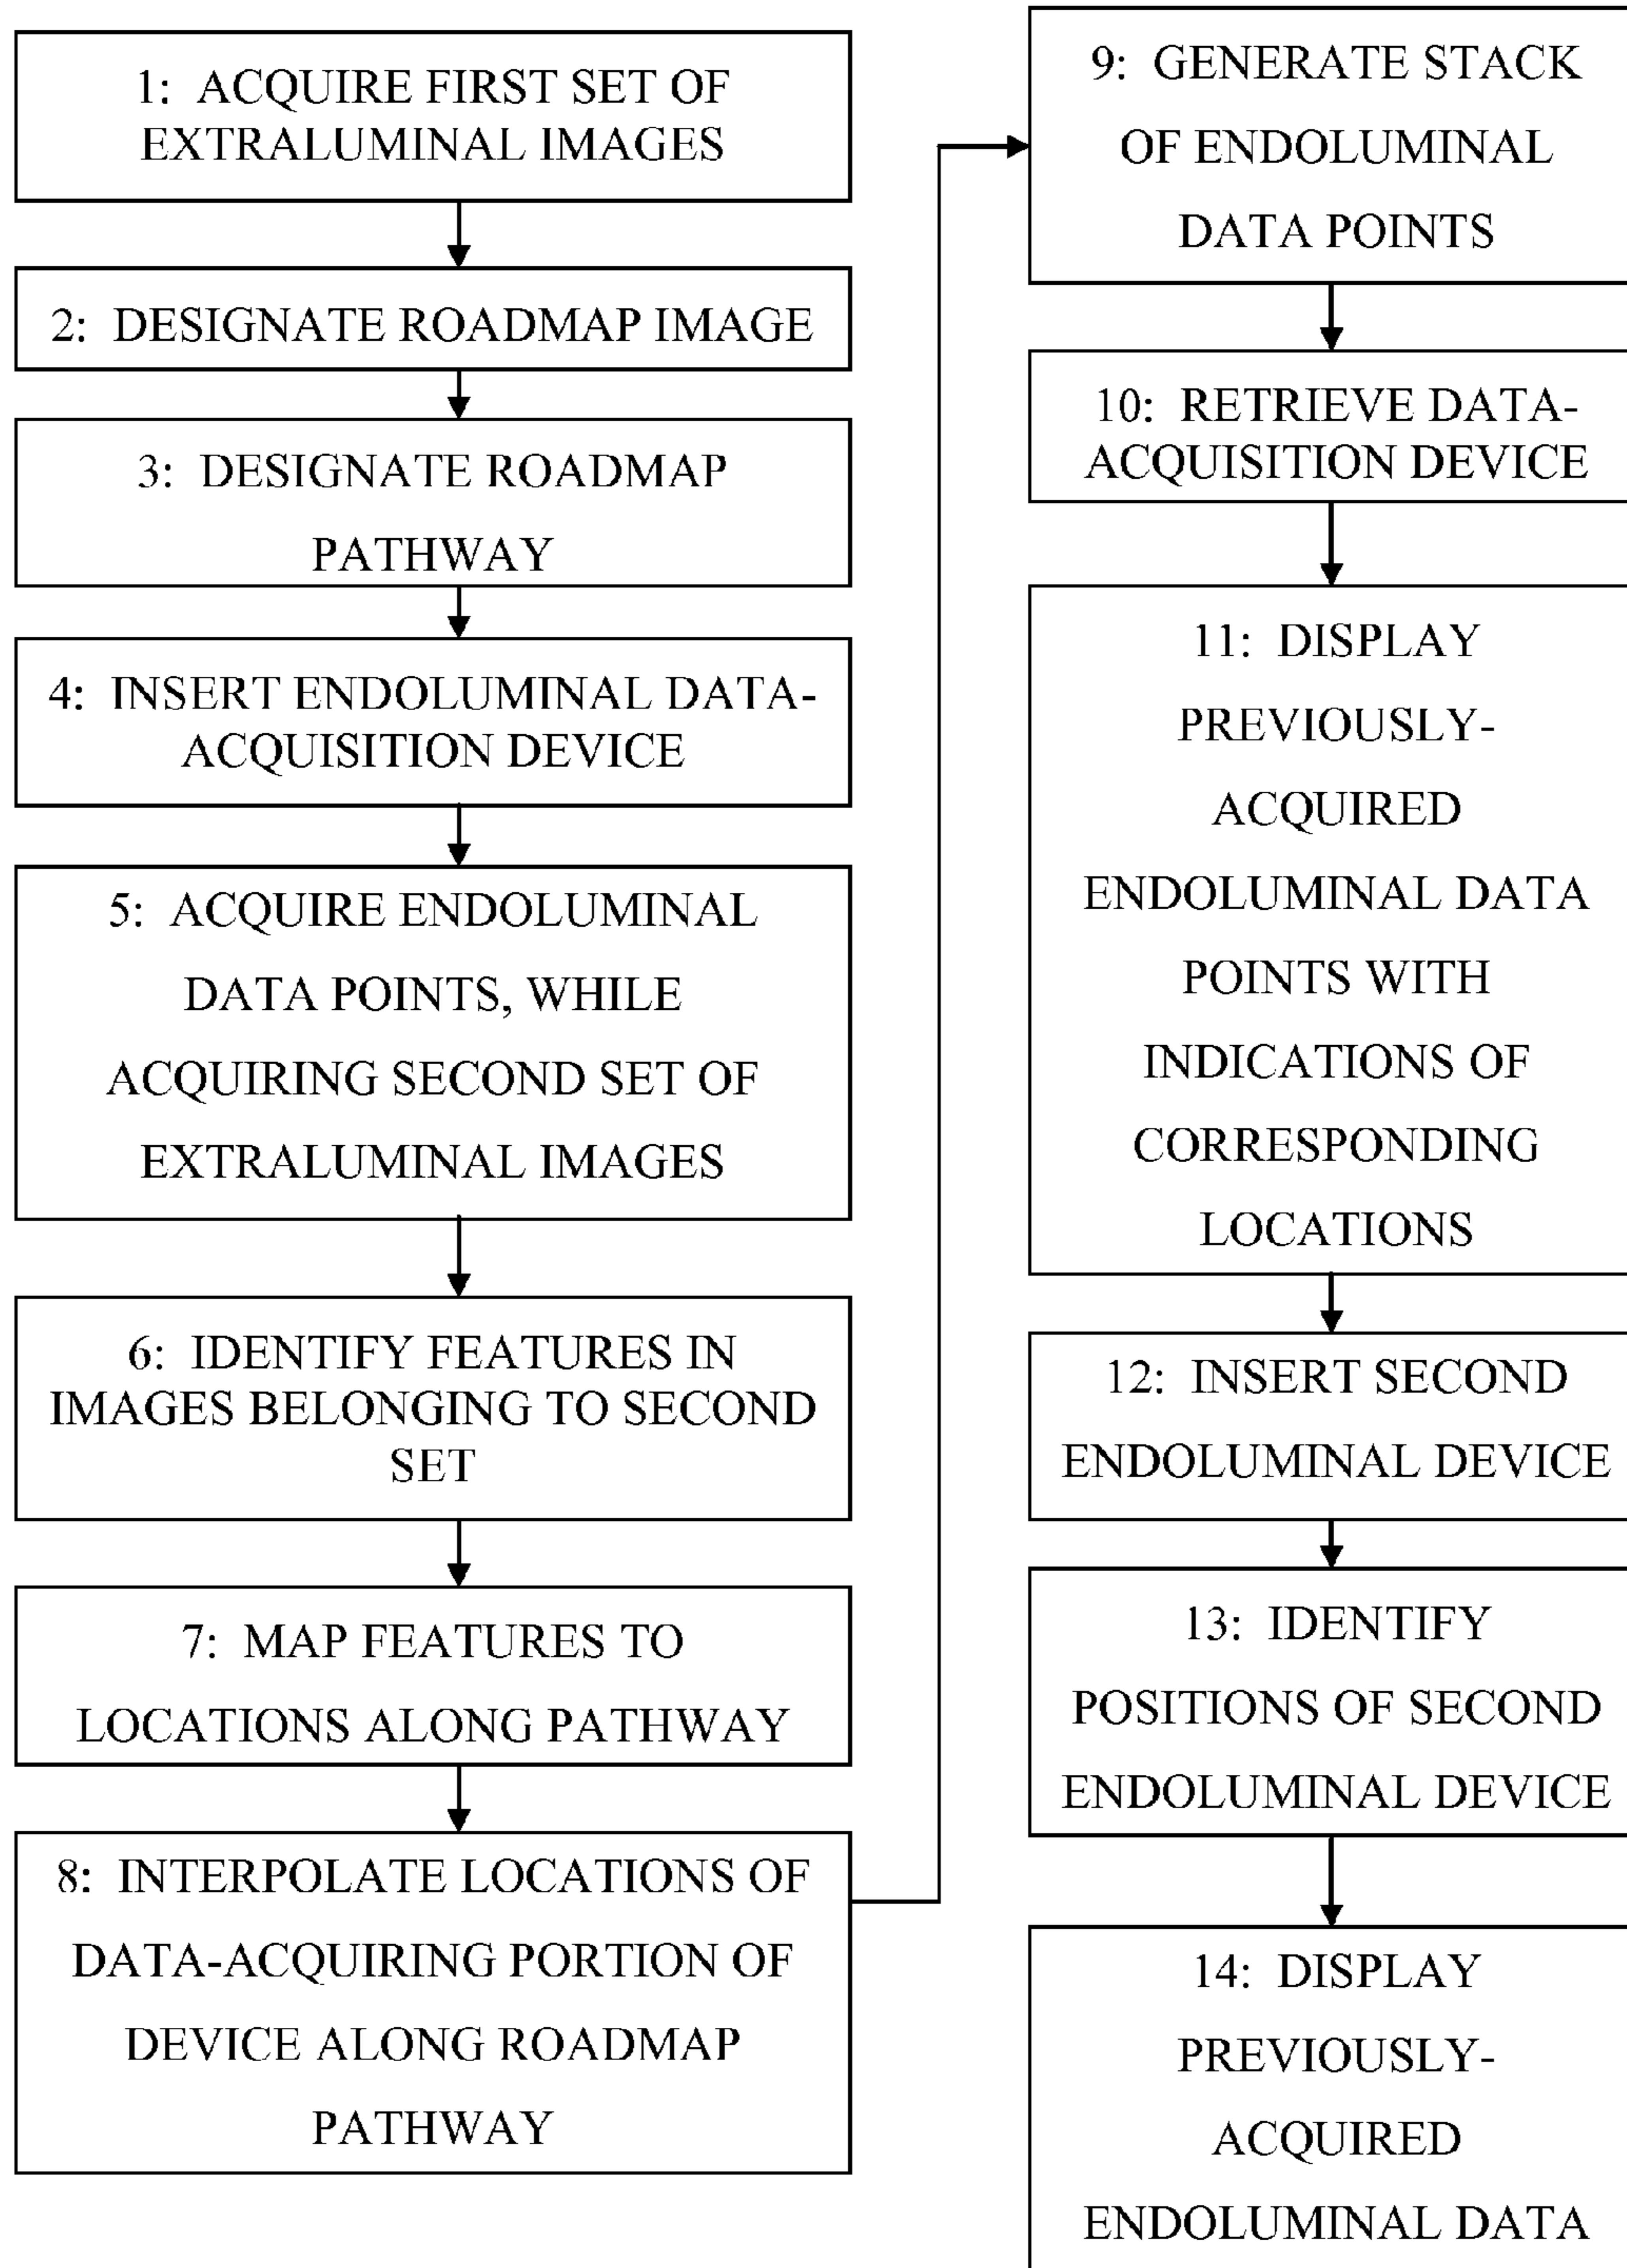 1: ACQUIRE FIRST SET OF
EXTRALUMINAL IMAGES
2: DESIGNATE ROADMAP IMAGE
3: DESIGNATE ROADMAP
PATHWAY
4: INSERT ENDOLUMINAL DATA-
ACQUISITION DEVICE
5: ACQUIRE ENDOLUMINAL
DATA POINTS, WHILE
ACQUIRING SECOND SET OF
EXTRALUMINAL IMAGES
6: IDENTIFY FEATURES IN
IMAGES BELONGING TO SECOND
SET
7: MAP FEATURES TO
LOCATIONS ALONG PATHWAY
8: INTERPOLATE LOCATIONS OF
DATA-ACQUIRING PORTION OF
DEVICE ALONG ROADMAP
PATHWAY
9: GENERATE STACK
OF ENDOLUMINAL
DATA POINTS
10: RETRIEVE DATA-
ACQUISITION DEVICE
11: DISPLAY
PREVIOUSLY-
ACQUIRED
ENDOLUMINAL DATA
POINTS WITH
INDICATIONS OF
CORRESPONDING
LOCATIONS
12: INSERT SECOND
ENDOLUMINAL DEVICE
13: IDENTIFY
POSITIONS OF SECOND
ENDOLUMINAL DEVICE
14: DISPLAY
PREVIOUSLY-
ACQUIRED
ENDOLUMINAL DATA